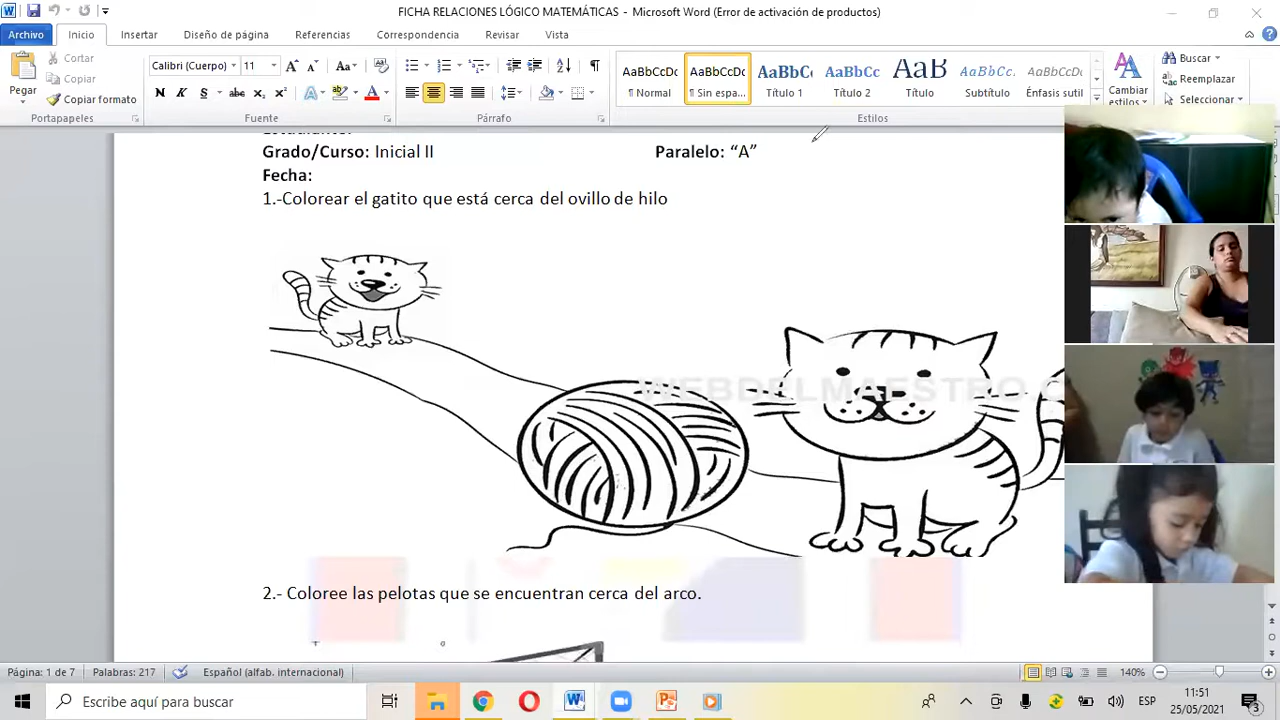 FICHA RELACIONES LÓGICO MATEMÁTICAS - Microsoft Word (Error de activación de productos)
Archivo Inicio Insertar Diseño de página Referencias Correspondencia Revisar Vista
Cortar
Copiar
Copiar formato
Pegar
Portapapeles
Calibri (Cuerpo) 11
N K S abc
Fuente
Párrafo
AaBbCcDc AaBbCcDc AaBbC AaBbCc AaB AaBbCc. AaBbCcDc
¶ Normal ¶ Sin espa... Título 1 Título 2 Título Subtítulo Énfasis sutil
Estilos
Cambiar estilos
Buscar
Reemplazar
Seleccionar
Grado/Curso: Inicial II Paralelo: “A”
Fecha:
1.-Colorear el gatito que está cerca del ovillo de hilo
WEBDELMAESTRO.C
2.- Coloree las pelotas que se encuentran cerca del arco.
Página: 1 de 7 Palabras: 217 Español (alfab. internacional) 140%
Escribe aquí para buscar
ESP
11:51
25/05/2021
3